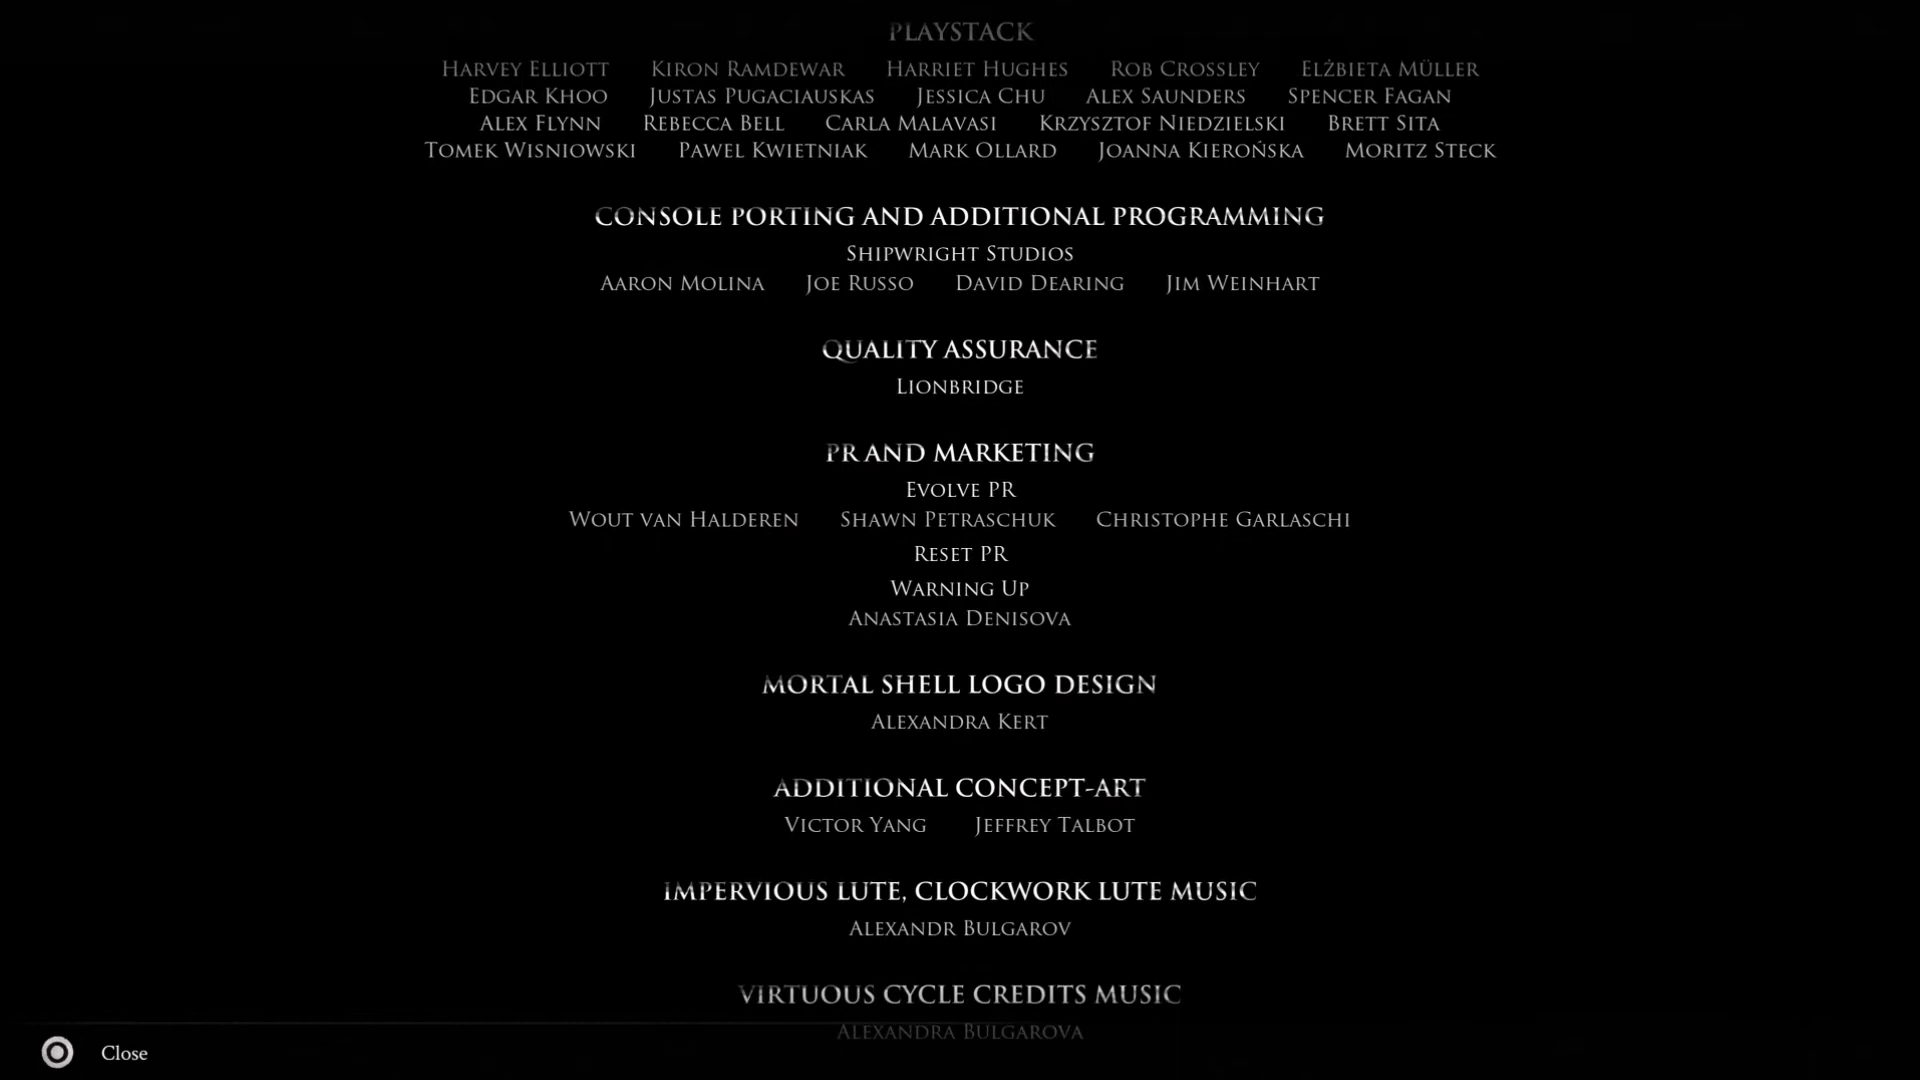 PLAYSTACK
HARVEY ELLIOTT KIRON RAMDEWAR HARRIET HUGHES ROB CROSSLEY ELŻBIETA MÜLLER
EDGAR KHOO JUSTAS PUGACIAUSKAS JESSICA CHU ALEX SAUNDERS SPENCER FAGAN
ALEX FLYNN REBECCA BELL CARLA MALAVASI KRZYSZTOF NIEDZIELSKI BRETT SITA
TOMEK WISNIOWSKI PAWEL KWIETNIAK MARK OLLARD JOANNA KIEROŃSKA MORITZ STECK
CONSOLE PORTING AND ADDITIONAL PROGRAMMING
SHIPWRIGHT STUDIOS
AARON MOLINA JOE RUSSO DAVID DEARING JIM WEINHART
QUALITY ASSURANCE
LIONBRIDGE
PR AND MARKETING
EVOLVE PR
WOUT VAN HALDEREN SHAWN PETRASCHUK CHRISTOPHE GARLASCHI
RESET PR
WARNING UP
ANASTASIA DENISOVA
MORTAL SHELL LOGO DESIGN
ALEXANDRA KERT
ADDITIONAL CONCEPT-ART
VICTOR YANG JEFFREY TALBOT
IMPERVIOUS LUTE, CLOCKWORK LUTE MUSIC
ALEXANDR BULGAROV
VIRTUOUS CYCLE CREDITS MUSIC
ALEXANDRA BULGAROVA
Close